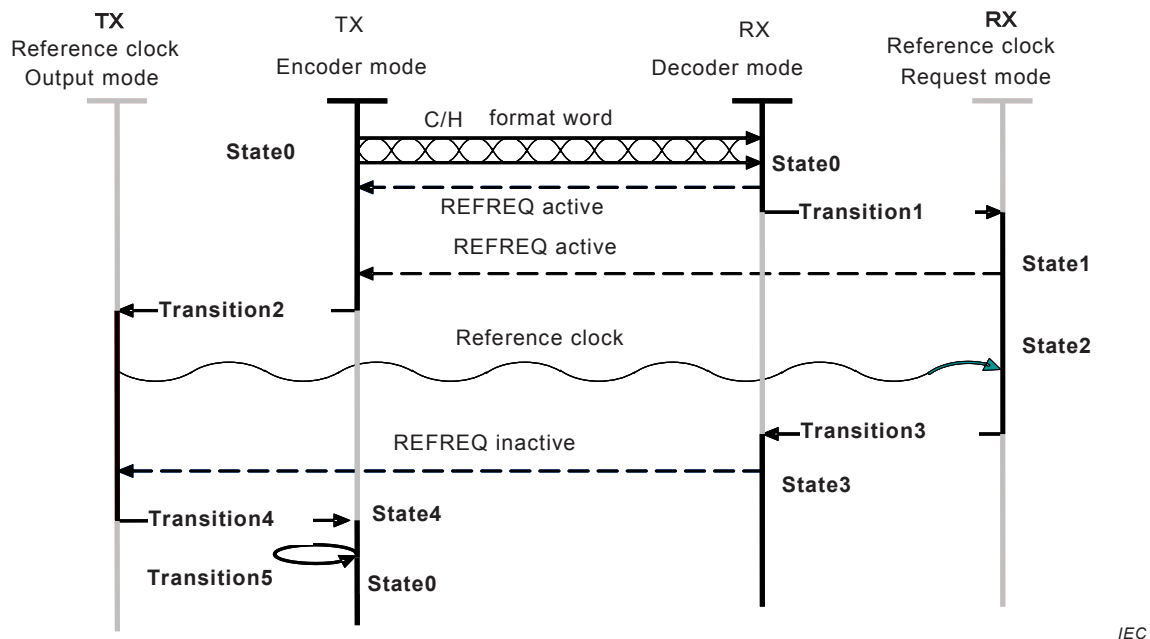 TX
Reference clock
Output mode
TX
Encoder mode
RX
Decoder mode
RX
Reference clock
Request mode
C/H format word
State0
State0
REFREQ active
Transition1
REFREQ active
State1
Transition2
Reference clock
State2
Transition3
REFREQ inactive
State3
Transition4
State4
Transition5
State0
IEC